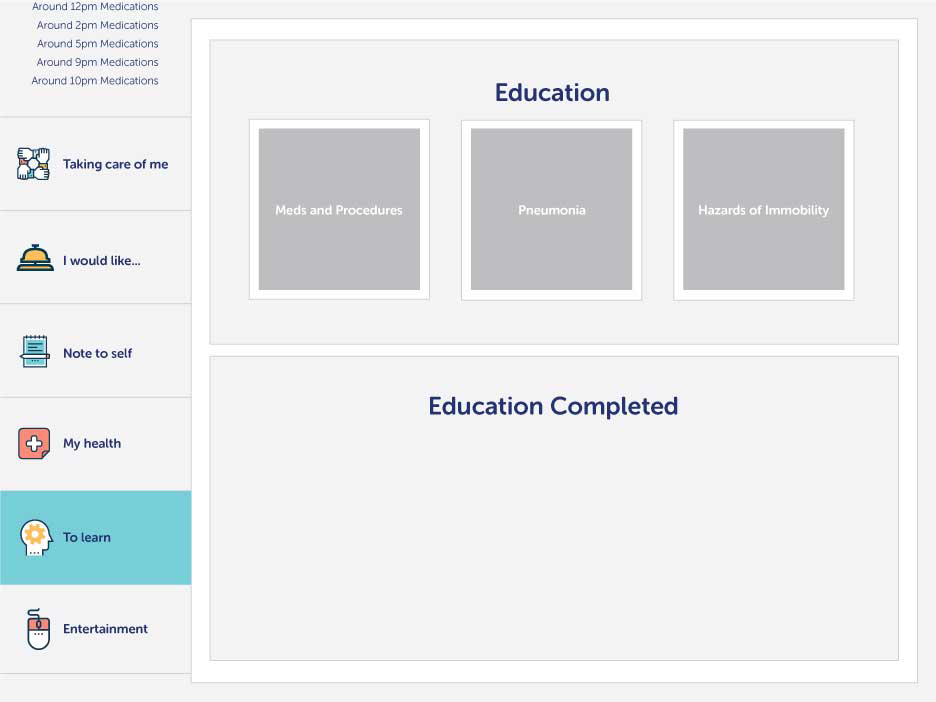 Around 12pm Medications
Around 2pm Medications
Around 5pm Medications
Around 9pm Medications
Around 10pm Medications
Taking care of me
I would like...
Note to self
My health
To learn
Entertainment
Education
Meds and Procedures
Pneumonia
Hazards of Immobility
Education Completed